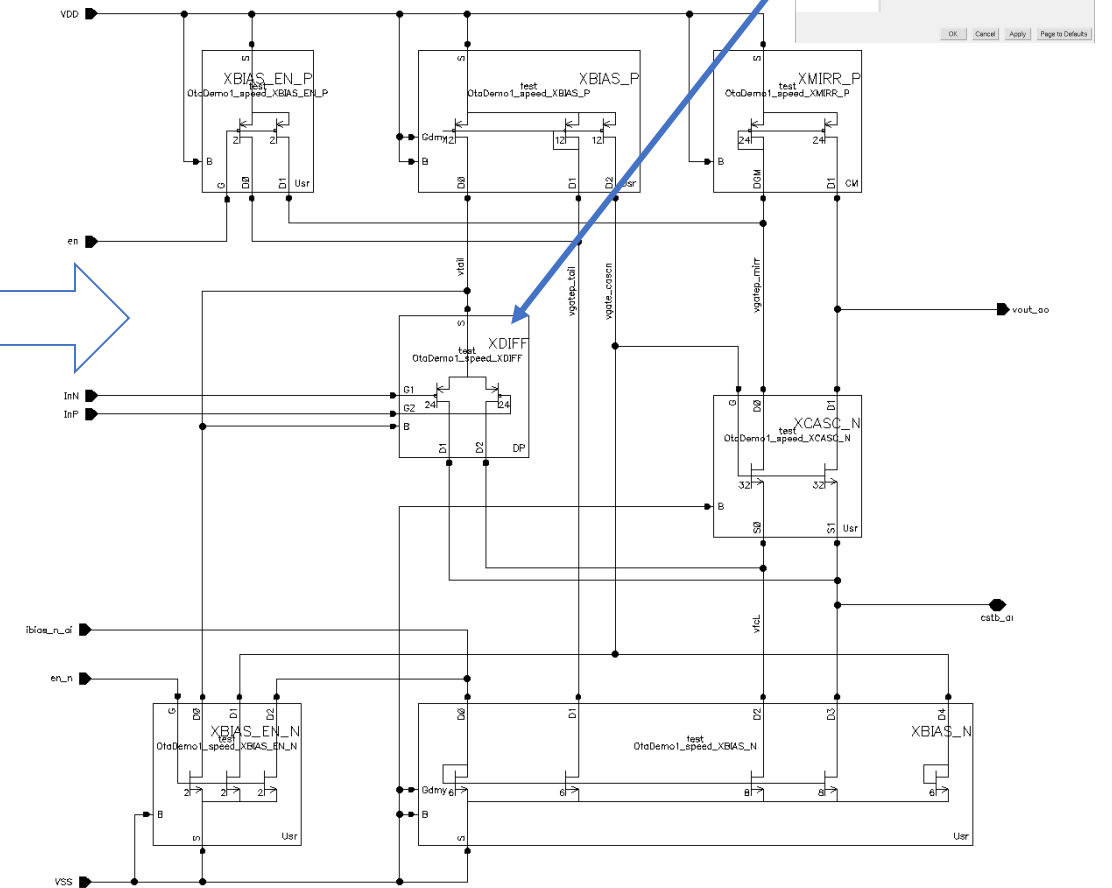 OK Cancel Apply Page to Defaults
VDD
S S S
XBIAS_EN_P XBIAS_P XMIRR_P
test test test
OtaDemo1_speed_XBIAS_EN_P OtaDemo1_speed_XBIAS_P OtaDemo1_speed_XMIRR_P
2 2 Gdmy 12 12 12 24 24
B B B
G D0 D1 Usr D0 D1 D2 Usr DGM D1 CM
en
vtail vgatep_tail vgate_cascn vgatep_mirr
vout_ao
S
XDIFF
test
OtaDemo1_speed_XDIFF
InN G1 24 24
InP G2
B
D1 D2 DP
G D0 D1
XCASC_N
test
OtaDemo1_speed_XCASC_N
32 32
B
S0 S1 Usr
cstb_ai
ibias_n_ai
en_n
G D0 D1 D2 D0 D1 D2 D3 D4
XBIAS_EN_N XBIAS_N
test test
OtaDemo1_speed_XBIAS_EN_N OtaDemo1_speed_XBIAS_N
2 2 2 Gdmy 6 6 8 8 6
B B
S Usr S Usr
VSS